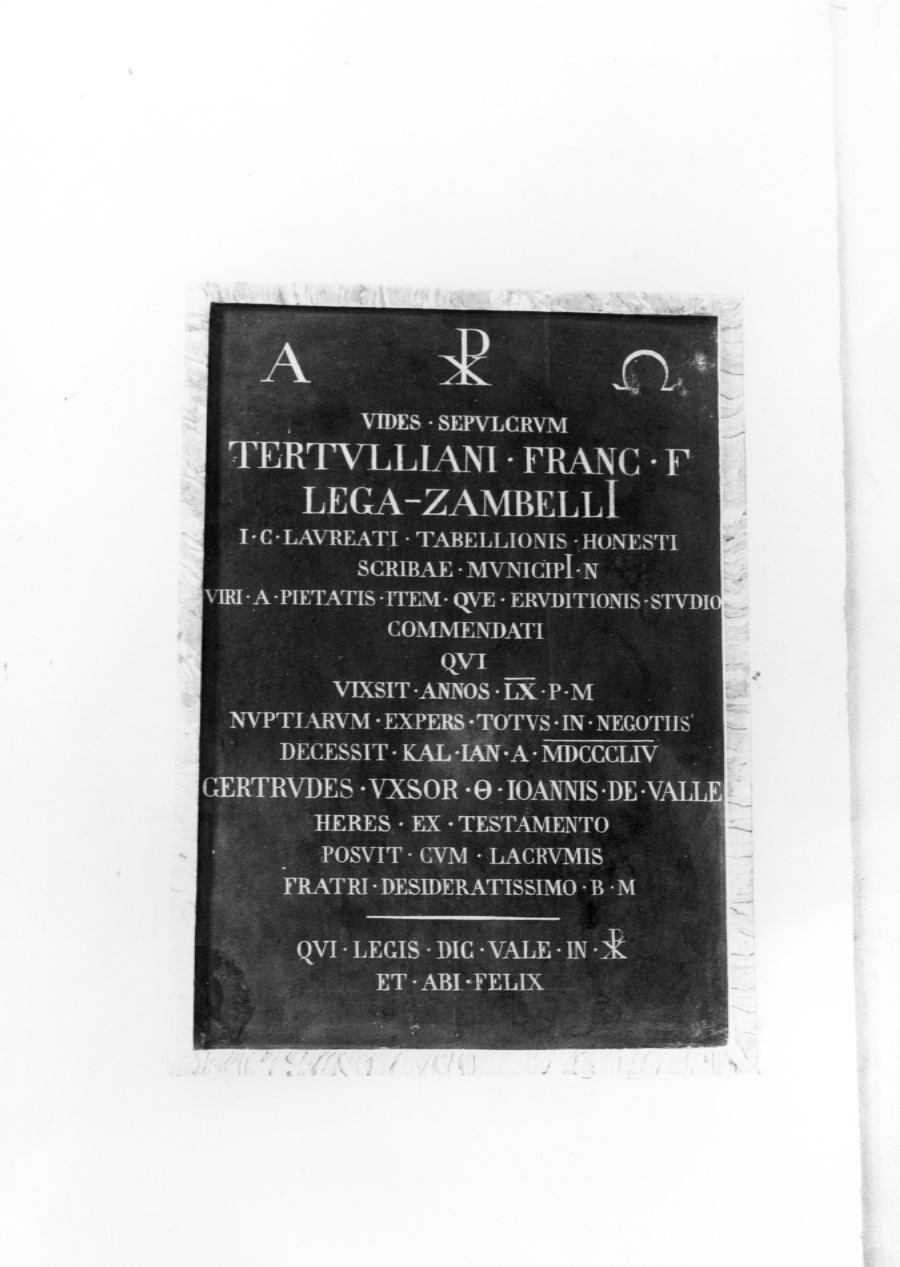 Α ☧ Ω
VIDES · SEPVLCRVM
TERTVLLIANI · FRANC · F
LEGA-ZAMBELLI
I · C · LAVREATI · TABELLIONIS · HONESTI
SCRIBAE · MVNICIPI · N
VIRI · A · PIETATIS · ITEM · QVE · ERVDITIONIS · STVDIO
COMMENDATI
QVI
VIXSIT · ANNOS · L̅X̅ · P · M
NVPTIARVM · EXPERS · TOTVS · IN · NEGOTIIS
DECESSIT · KAL · IAN · A · M̅D̅C̅C̅C̅L̅I̅V̅
GERTRVDES · VXSOR · Θ · IOANNIS · DE · VALLE
HERES · EX · TESTAMENTO
POSVIT · CVM · LACRVMIS
FRATRI · DESIDERATISSIMO · B · M
QVI · LEGIS · DIC · VALE · IN · ☧
ET · ABI · FELIX